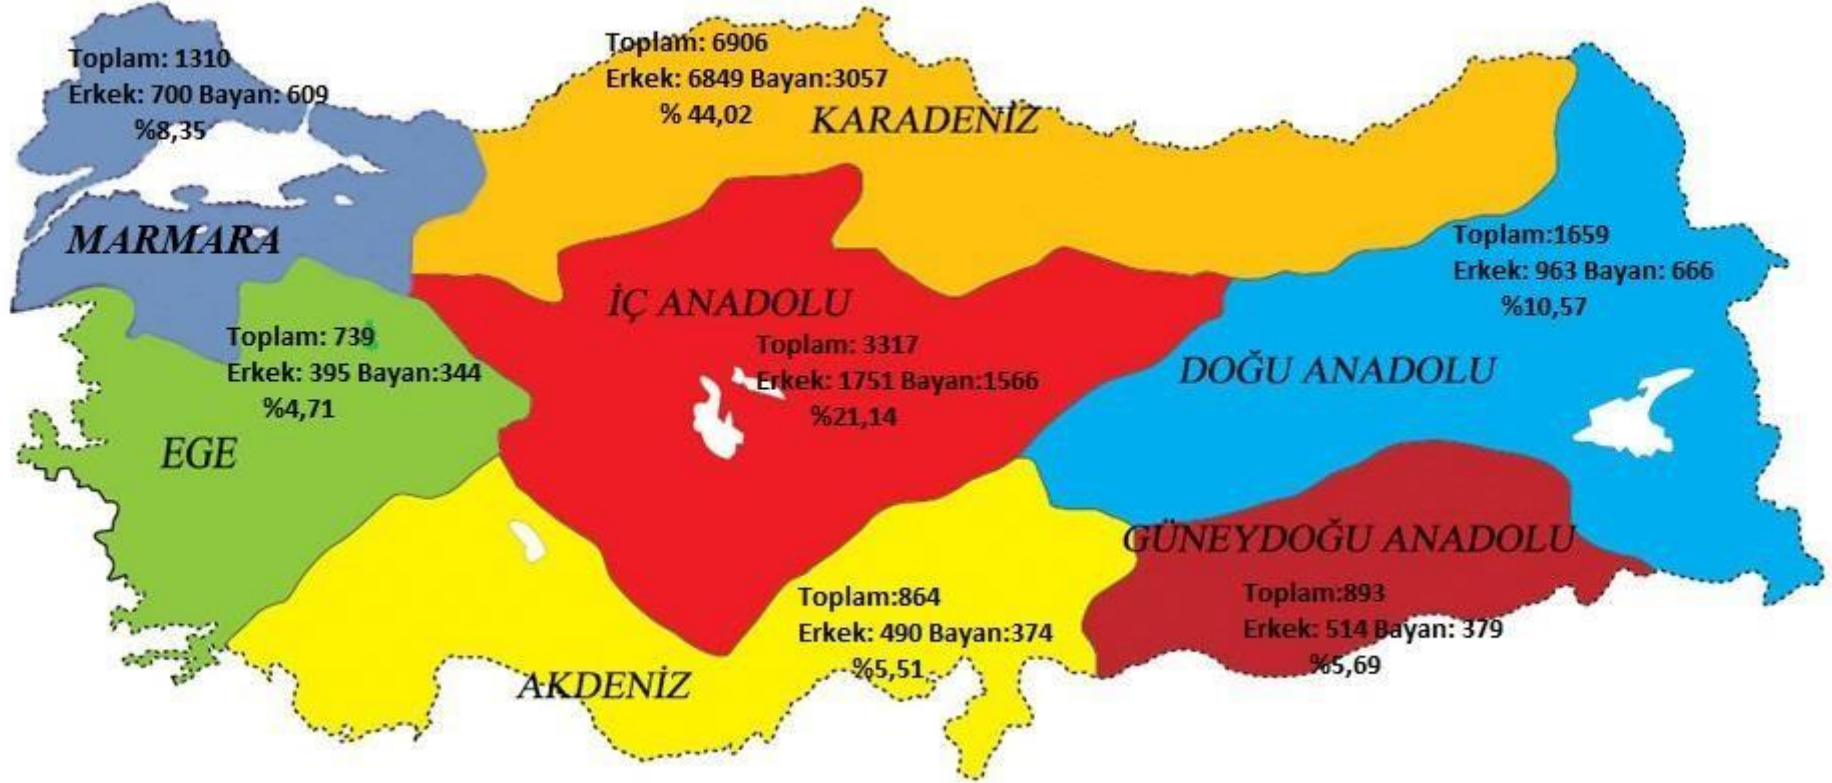 Toplam: 1310
Erkek: 700 Bayan: 609
%8,35
MARMARA
Toplam: 6906
Erkek: 6849 Bayan:3057
% 44,02
KARADENİZ
Toplam:1659
Erkek: 963 Bayan: 666
%10,57
DOĞU ANADOLU
İÇ ANADOLU
Toplam: 3317
Erkek: 1751 Bayan:1566
%21,14
Toplam: 739
Erkek: 395 Bayan:344
%4,71
EGE
GÜNEYDOĞU ANADOLU
Toplam:893
Erkek: 514 Bayan: 379
%5,69
Toplam:864
Erkek: 490 Bayan:374
%5,51
AKDENİZ